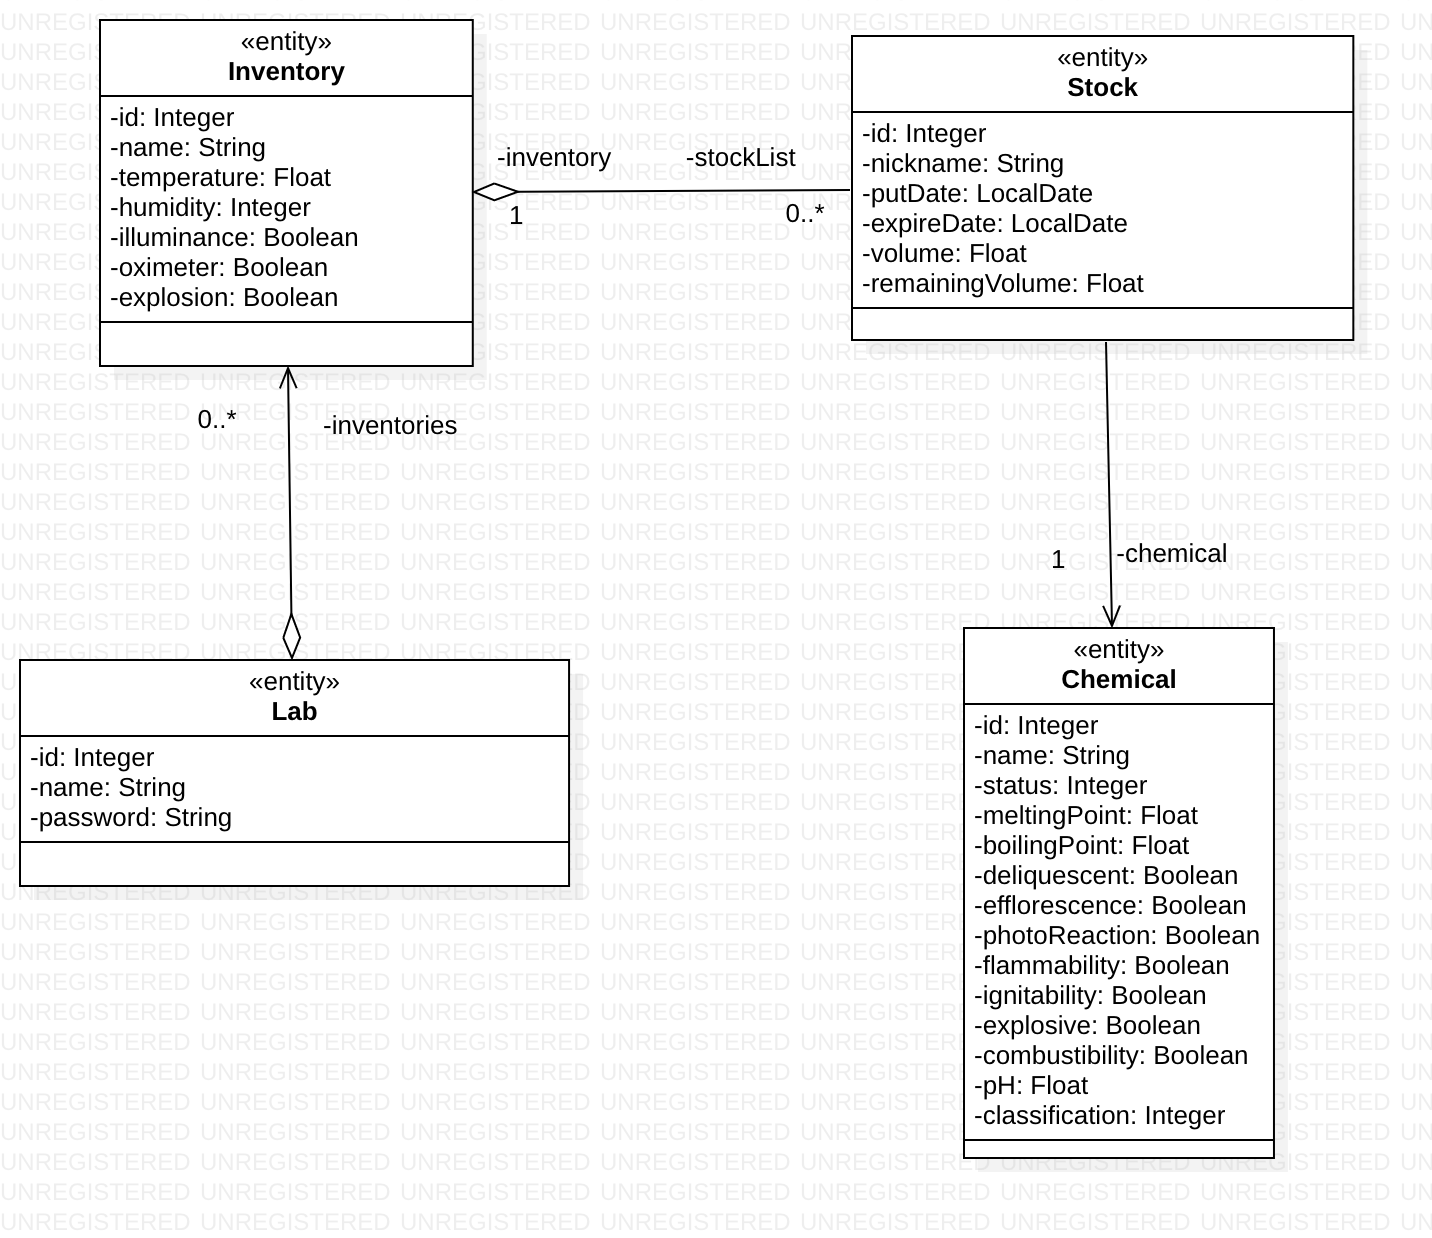 «entity»
Inventory
-id: Integer
-name: String
-temperature: Float
-humidity: Integer
-illuminance: Boolean
-oximeter: Boolean
-explosion: Boolean
-inventory
-stockList
1
0..*
«entity»
Stock
-id: Integer
-nickname: String
-putDate: LocalDate
-expireDate: LocalDate
-volume: Float
-remainingVolume: Float
0..*
-inventories
1
-chemical
«entity»
Lab
-id: Integer
-name: String
-password: String
«entity»
Chemical
-id: Integer
-name: String
-status: Integer
-meltingPoint: Float
-boilingPoint: Float
-deliquescent: Boolean
-efflorescence: Boolean
-photoReaction: Boolean
-flammability: Boolean
-ignitability: Boolean
-explosive: Boolean
-combustibility: Boolean
-pH: Float
-classification: Integer
UNREGISTERED